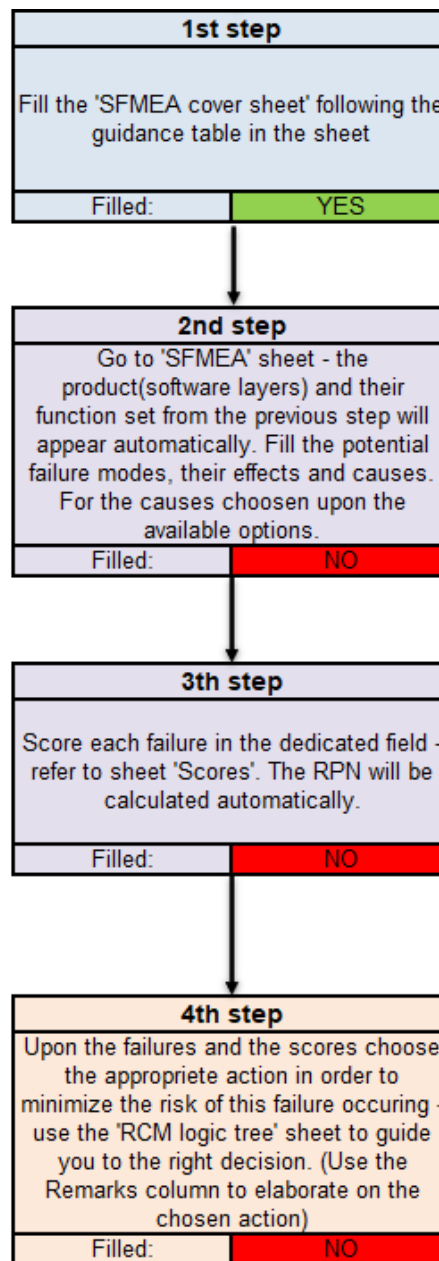 1st step
Fill the 'SFMEA cover sheet' following the
guidance table in the sheet
Filled: YES
2nd step
Go to 'SFMEA' sheet - the
product(software layers) and their
function set from the previous step will
appear automatically. Fill the potential
failure modes, their effects and causes.
For the causes choosen upon the
available options.
Filled: NO
3th step
Score each failure in the dedicated field -
refer to sheet 'Scores'. The RPN will be
calculated automatically.
Filled: NO
4th step
Upon the failures and the scores choose
the appropriete action in order to
minimize the risk of this failure occuring -
use the 'RCM logic tree' sheet to guide
you to the right decision. (Use the
Remarks column to elaborate on the
chosen action)
Filled: NO